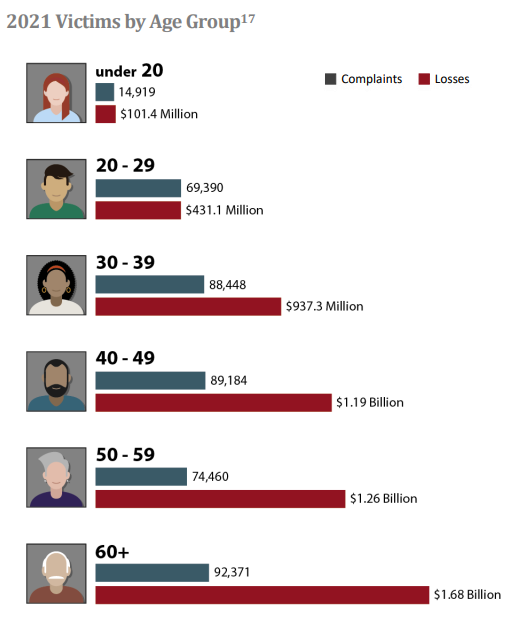 2021 Victims by Age Group17
Complaints Losses
under 20
14,919
$101.4 Million
20 - 29
69,390
$431.1 Million
30 - 39
88,448
$937.3 Million
40 - 49
89,184
$1.19 Billion
50 - 59
74,460
$1.26 Billion
60+
92,371
$1.68 Billion